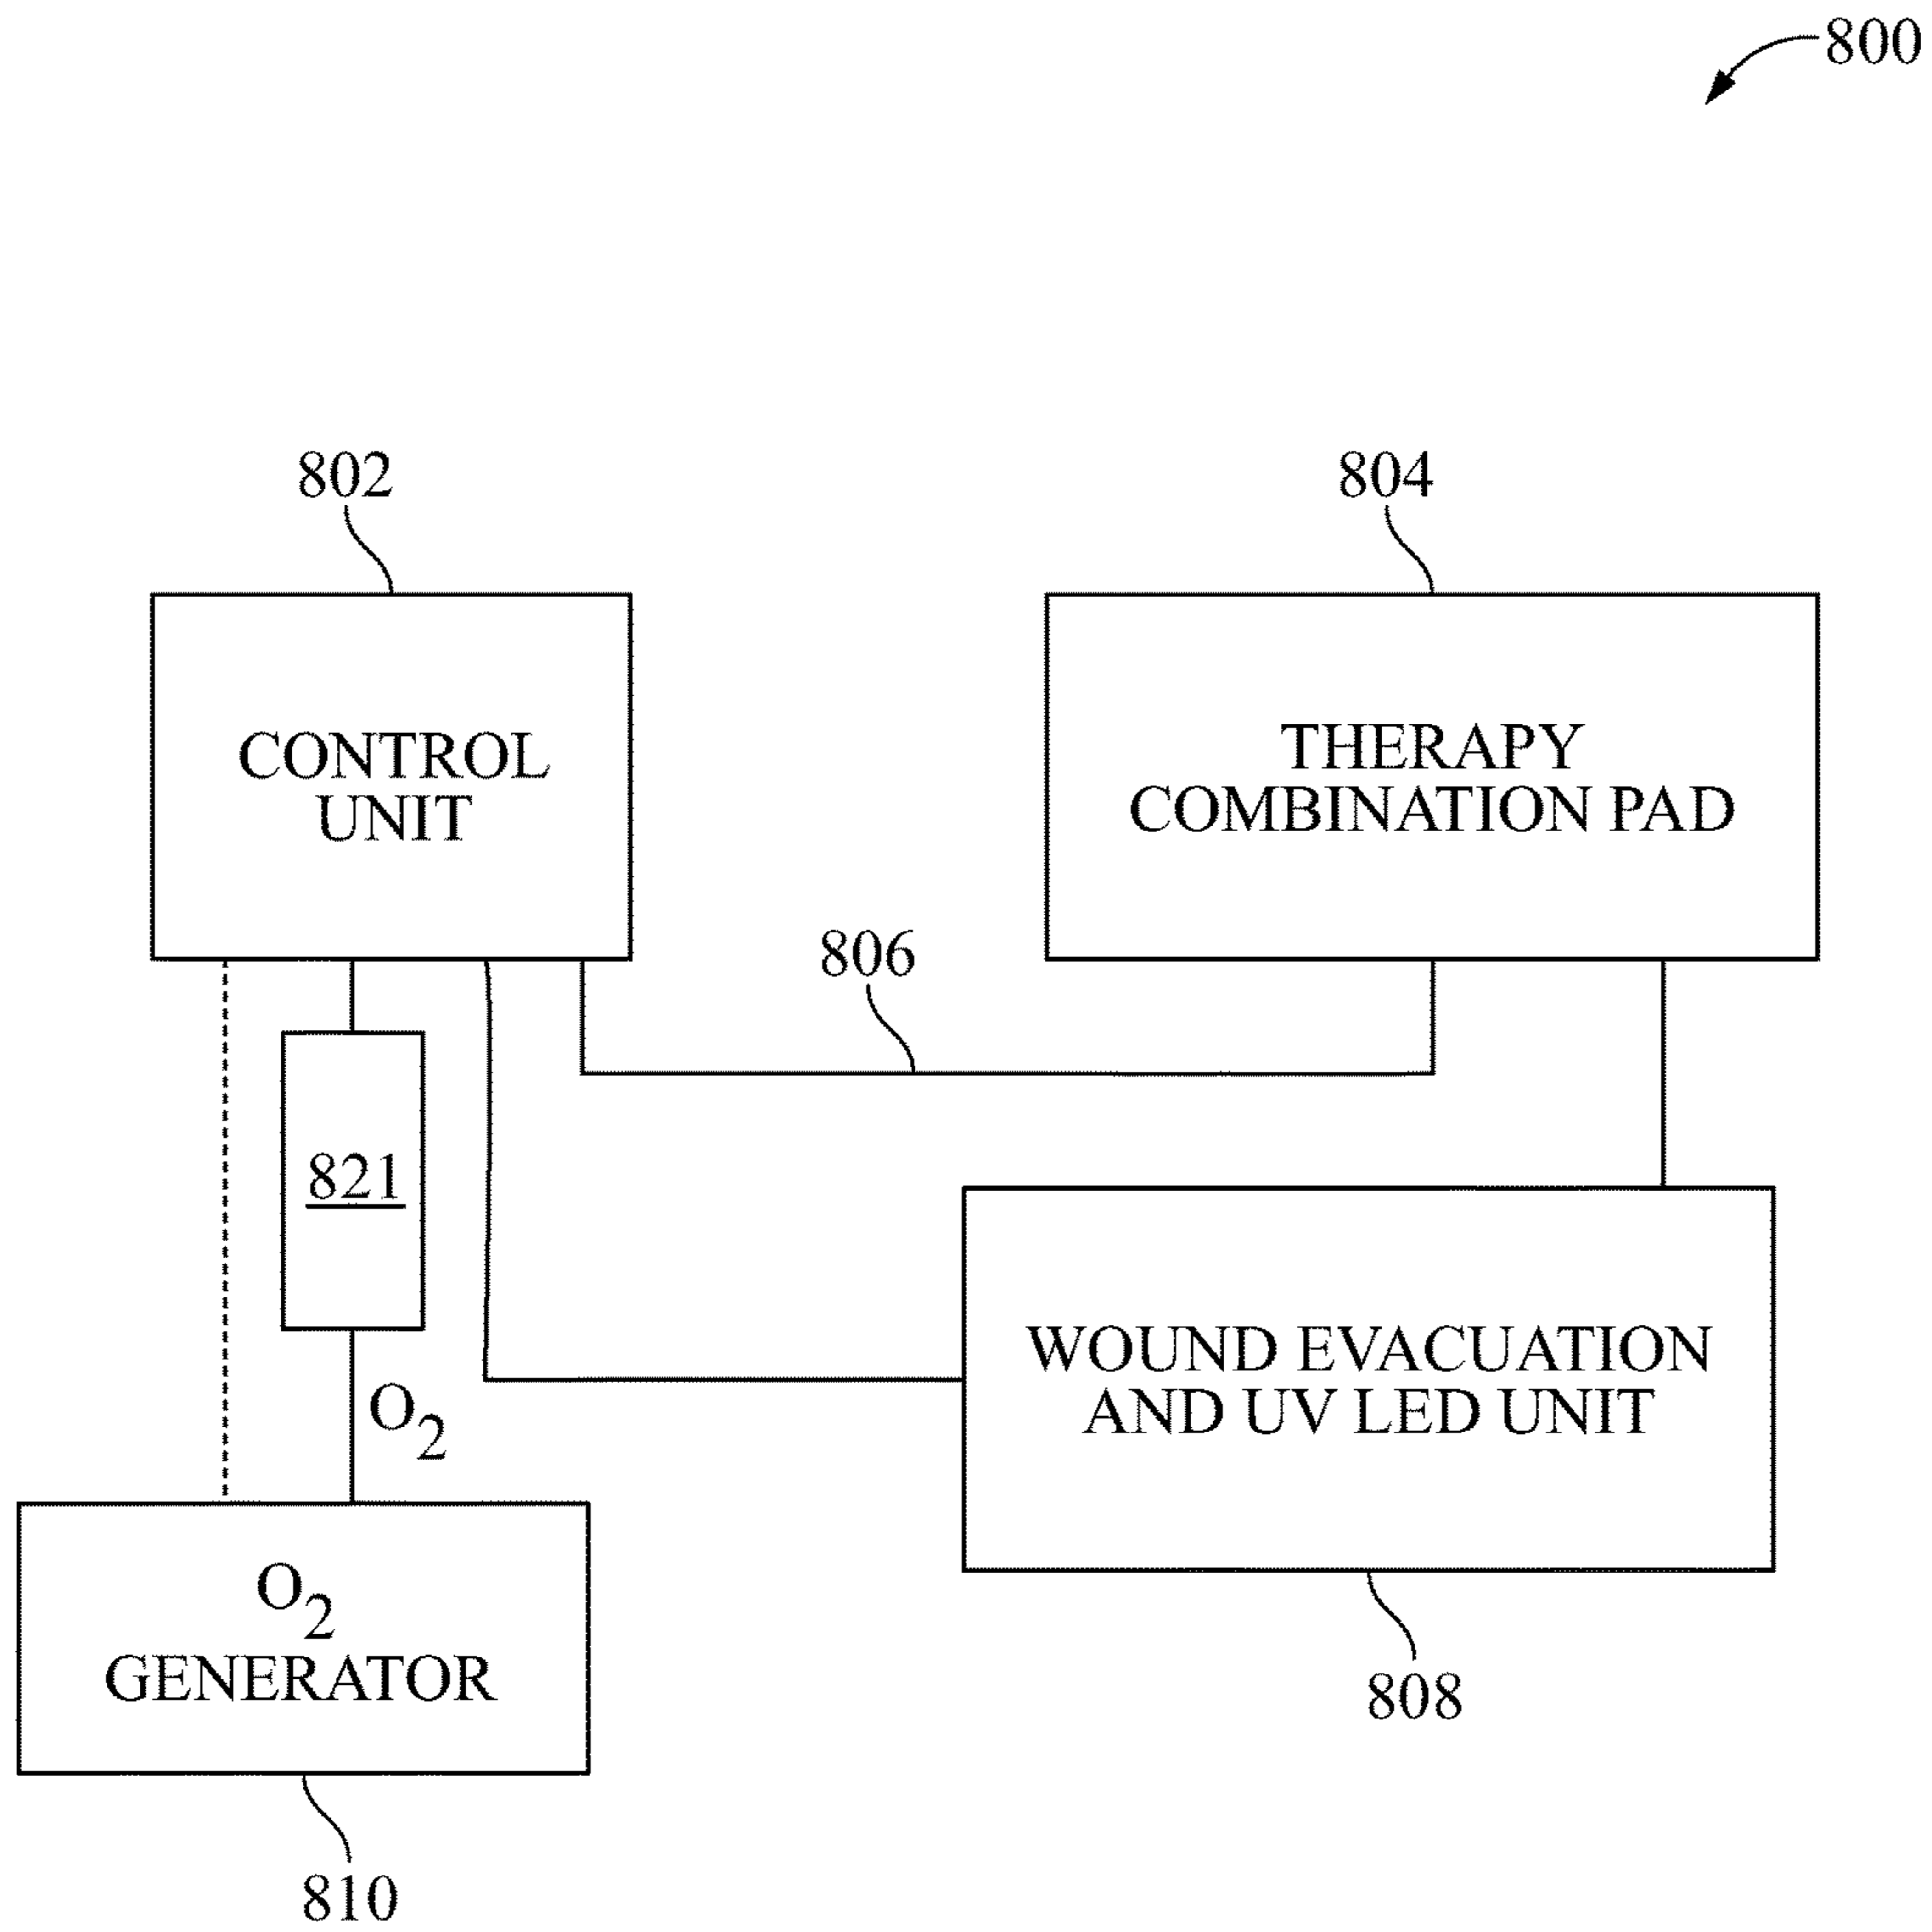 800
802
804
CONTROL
UNIT
THERAPY
COMBINATION PAD
806
821
O2
WOUND EVACUATION
AND UV LED UNIT
O2
GENERATOR
808
810